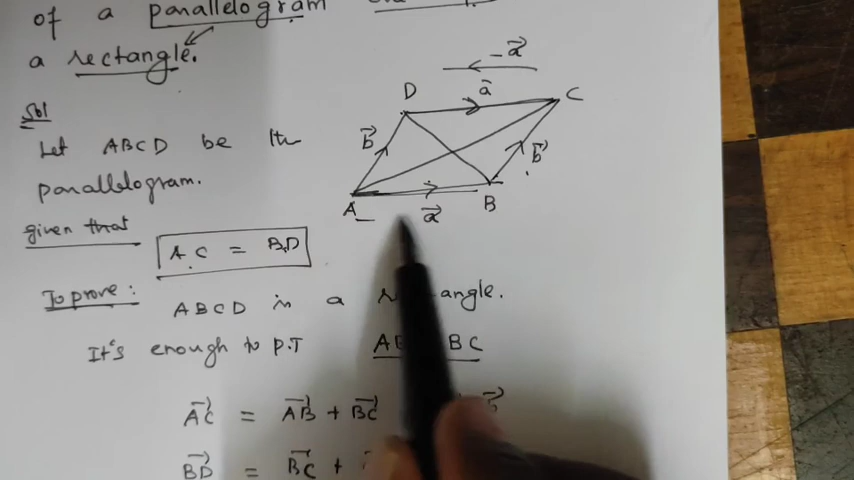 of a parallelogram
a rectangle.
Sol
Let ABCD be the
parallelogram.
given that
AC = BD
To prove:
ABCD is a
angle.
It's enough to P.T
BC
AC = AB + BC
BD = BC +
-a
D
a
C
b
b
A
a
B